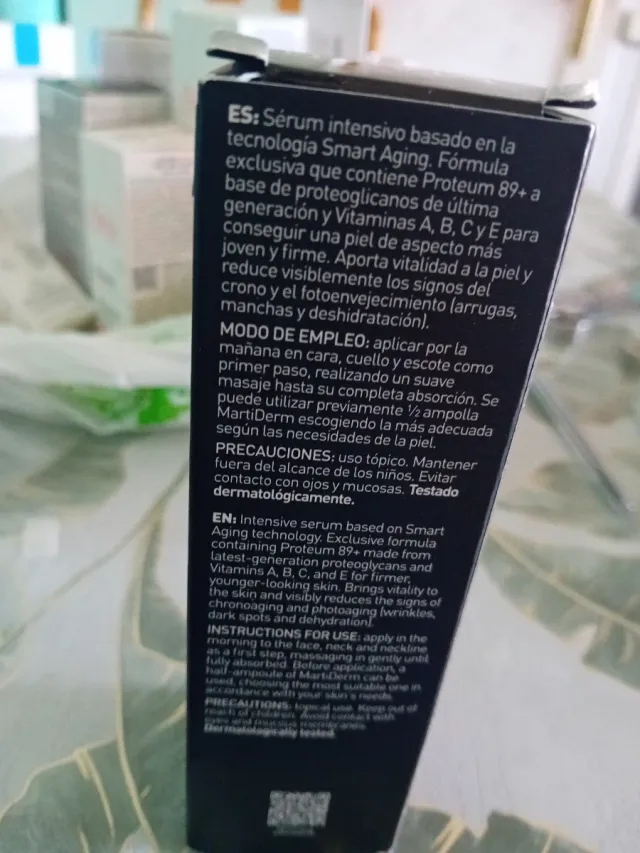 ES: Sérum intensivo basado en la
tecnología Smart Aging. Fórmula
exclusiva que contiene Proteum 89+ a
base de proteoglicanos de última
generación y Vitaminas A, B, C y E para
conseguir una piel de aspecto más
joven y firme. Aporta vitalidad a la piel y
reduce visiblemente los signos del
crono y el fotoenvejecimiento (arrugas,
manchas y deshidratación).
MODO DE EMPLEO: aplicar por la
mañana en cara, cuello y escote como
primer paso, realizando un suave
masaje hasta su completa absorción. Se
puede utilizar previamente ½ ampolla
MartiDerm escogiendo la más adecuada
según las necesidades de la piel.
PRECAUCIONES: uso tópico. Mantener
fuera del alcance de los niños. Evitar
contacto con ojos y mucosas. Testado
dermatológicamente.
EN: Intensive serum based on Smart
Aging technology. Exclusive formula
containing Proteum 89+ made from
latest-generation proteoglycans and
Vitamins A, B, C, and E for firmer,
younger-looking skin. Brings vitality to
the skin and visibly reduces the signs of
chronoaging and photoaging (wrinkles,
dark spots and dehydration).
INSTRUCTIONS FOR USE: apply in the
morning to the face, neck and neckline
as a first step, massaging in gently until
fully absorbed. Before application, a
half-ampoule of MartiDerm can be
used, choosing the most suitable one in
accordance with your skin's needs.
PRECAUTIONS: topical use. Keep out of
reach of children. Avoid contact with
eyes and mucous membranes.
Dermatologically tested.